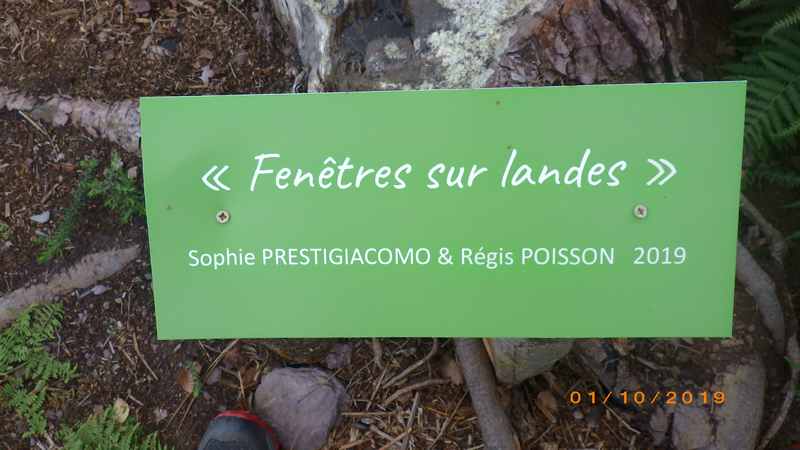 « Fenêtres sur landes »
Sophie PRESTIGIACOMO & Régis POISSON 2019
01/10/2019